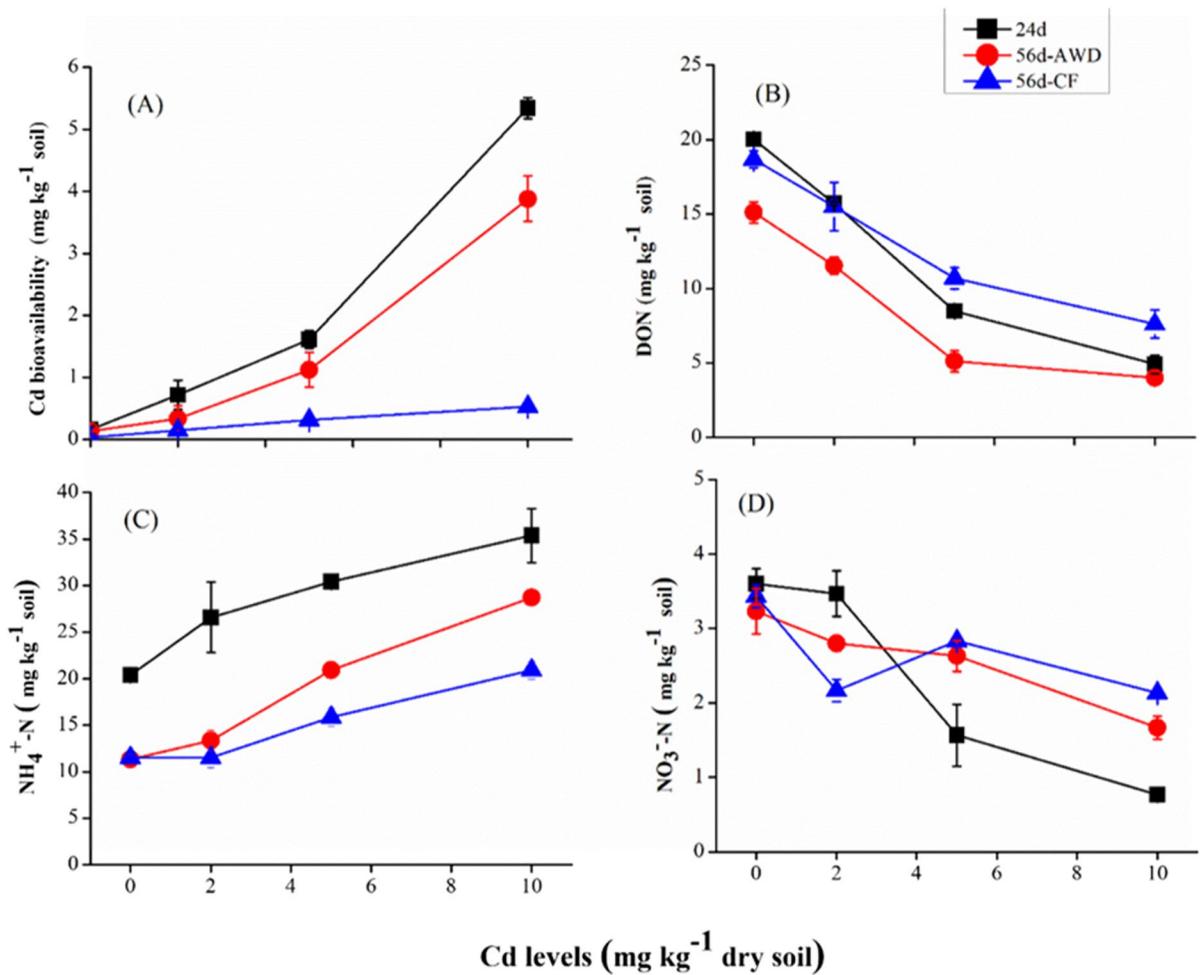 24d
56d-AWD
56d-CF
(A)
Cd bioavailability (mg kg⁻¹ soil)
6
5
4
3
2
1
0
(B)
DON (mg kg⁻¹ soil)
25
20
15
10
5
0
(C)
NH₄⁺-N ( mg kg⁻¹ soil)
40
35
30
25
20
15
10
5
0
0 2 4 6 8 10
(D)
NO₃⁻-N ( mg kg⁻¹ soil)
5
4
3
2
1
0
0 2 4 6 8 10
Cd levels (mg kg⁻¹ dry soil)